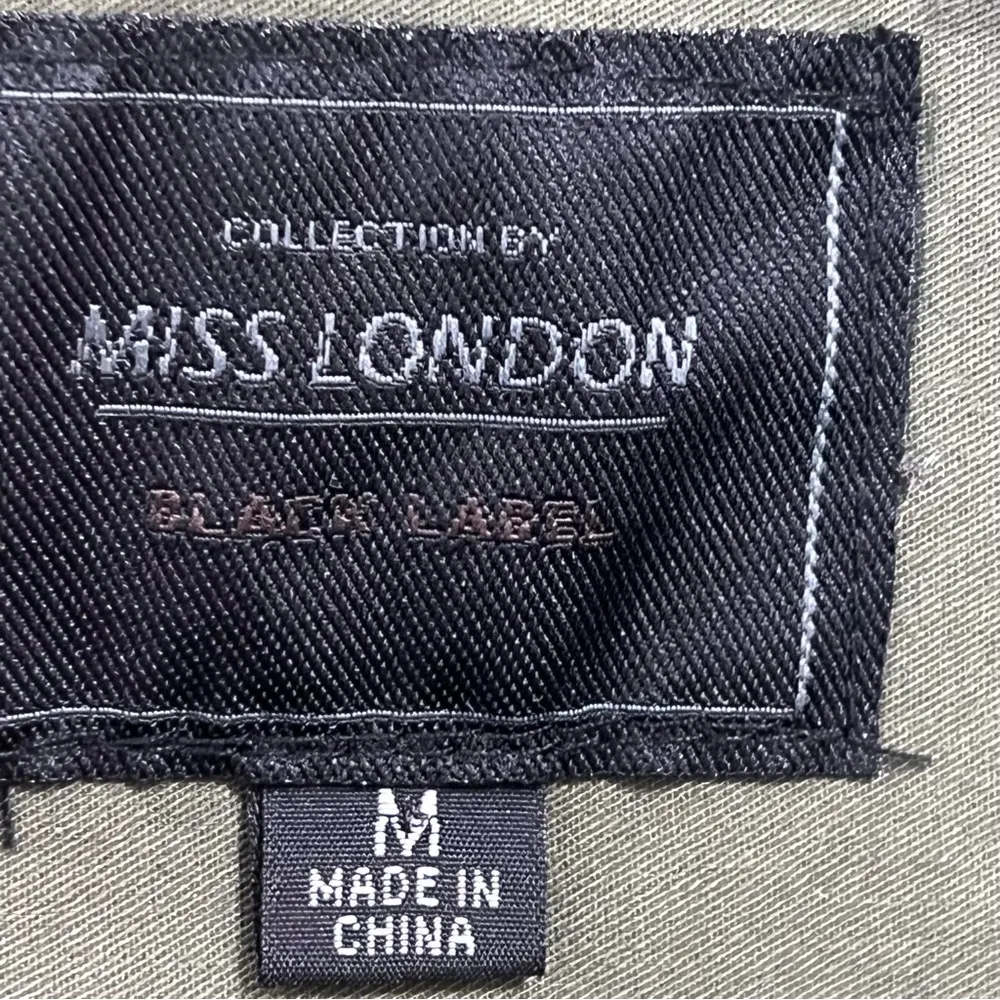 COLLECTION BY
MISS LONDON
BLACK LABEL
M
MADE IN
CHINA